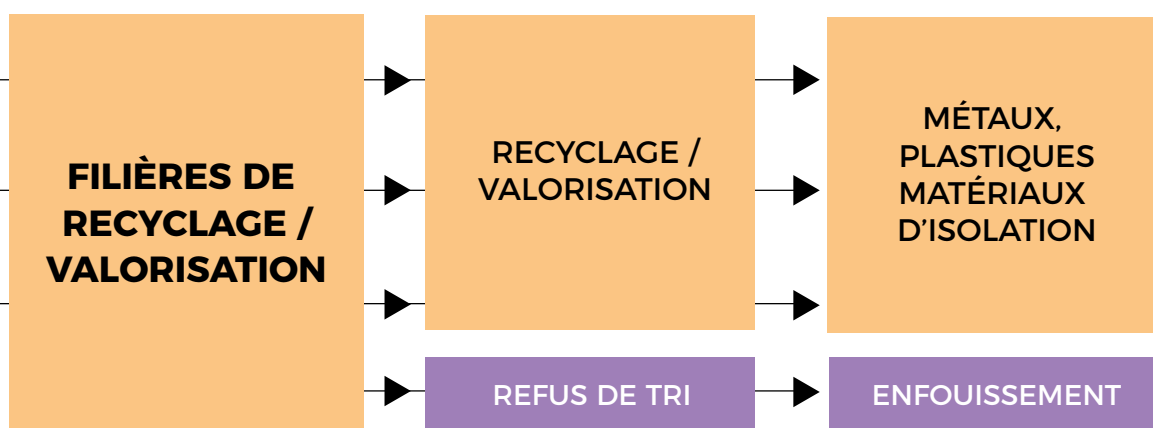 FILIÈRES DE
RECYCLAGE /
VALORISATION
RECYCLAGE /
VALORISATION
MÉTAUX,
PLASTIQUES
MATÉRIAUX
D'ISOLATION
REFUS DE TRI
ENFOUISSEMENT